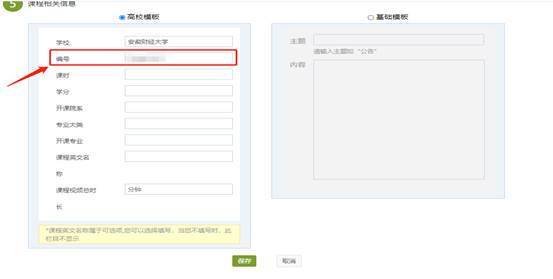 5 课程相关信息
高校模板
基础模板
学校 安徽财经大学
编号
课时
学分
开课院系
专业大类
开课专业
课程英文名
称
课程视频总时 分钟
长
*课程英文名称属于可选项,您可以选择填写。当您不填写时,此
栏目不显示
主题
请输入主题如“公告”
内容
保存 取消